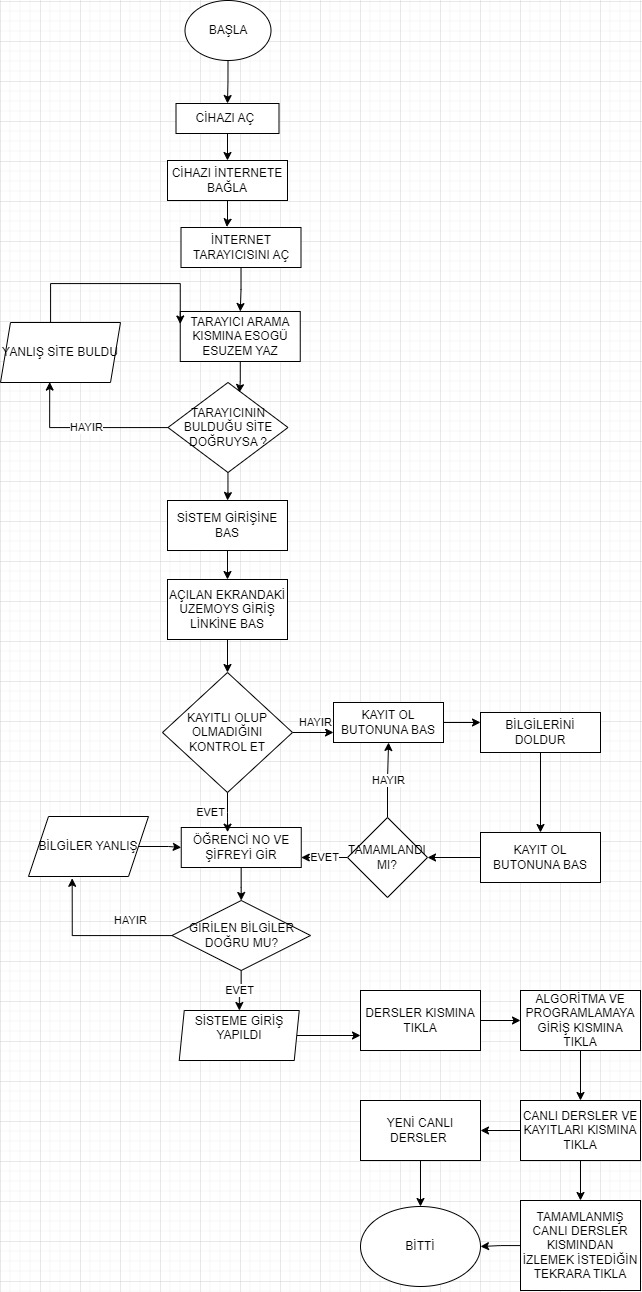 BAŞLA
CİHAZI AÇ
CİHAZI İNTERNETE
BAĞLA
İNTERNET
TARAYICISINI AÇ
TARAYICI ARAMA
KISMINA ESOGÜ
ESUZEM YAZ
YANLIŞ SİTE BULDU
TARAYICININ
BULDUĞU SİTE
DOĞRUYSA ?
HAYIR
SİSTEM GİRİŞİNE
BAS
AÇILAN EKRANDAKİ
ÜZEMOYS GİRİŞ
LİNKİNE BAS
KAYITLI OLUP
OLMADIĞINI
KONTROL ET
HAYIR
KAYIT OL
BUTONUNA BAS
BİLGİLERİNİ
DOLDUR
HAYIR
EVET
KAYIT OL
BUTONUNA BAS
TAMAMLANDI
MI?
EVET
ÖĞRENCİ NO VE
ŞİFREYİ GİR
BİLGİLER YANLIŞ
HAYIR
GIRİLEN BİLGİLER
DOĞRU MU?
EVET
SİSTEME GİRİŞ
YAPILDI
DERSLER KISMINA
TIKLA
ALGORİTMA VE
PROGRAMLAMAYA
GİRİŞ KISMINA
TIKLA
YENİ CANLI
DERSLER
CANLI DERSLER VE
KAYITLARI KISMINA
TIKLA
BİTTİ
TAMAMLANMIŞ
CANLI DERSLER
KISMINDAN
İZLEMEK İSTEDİĞİN
TEKRARA TIKLA